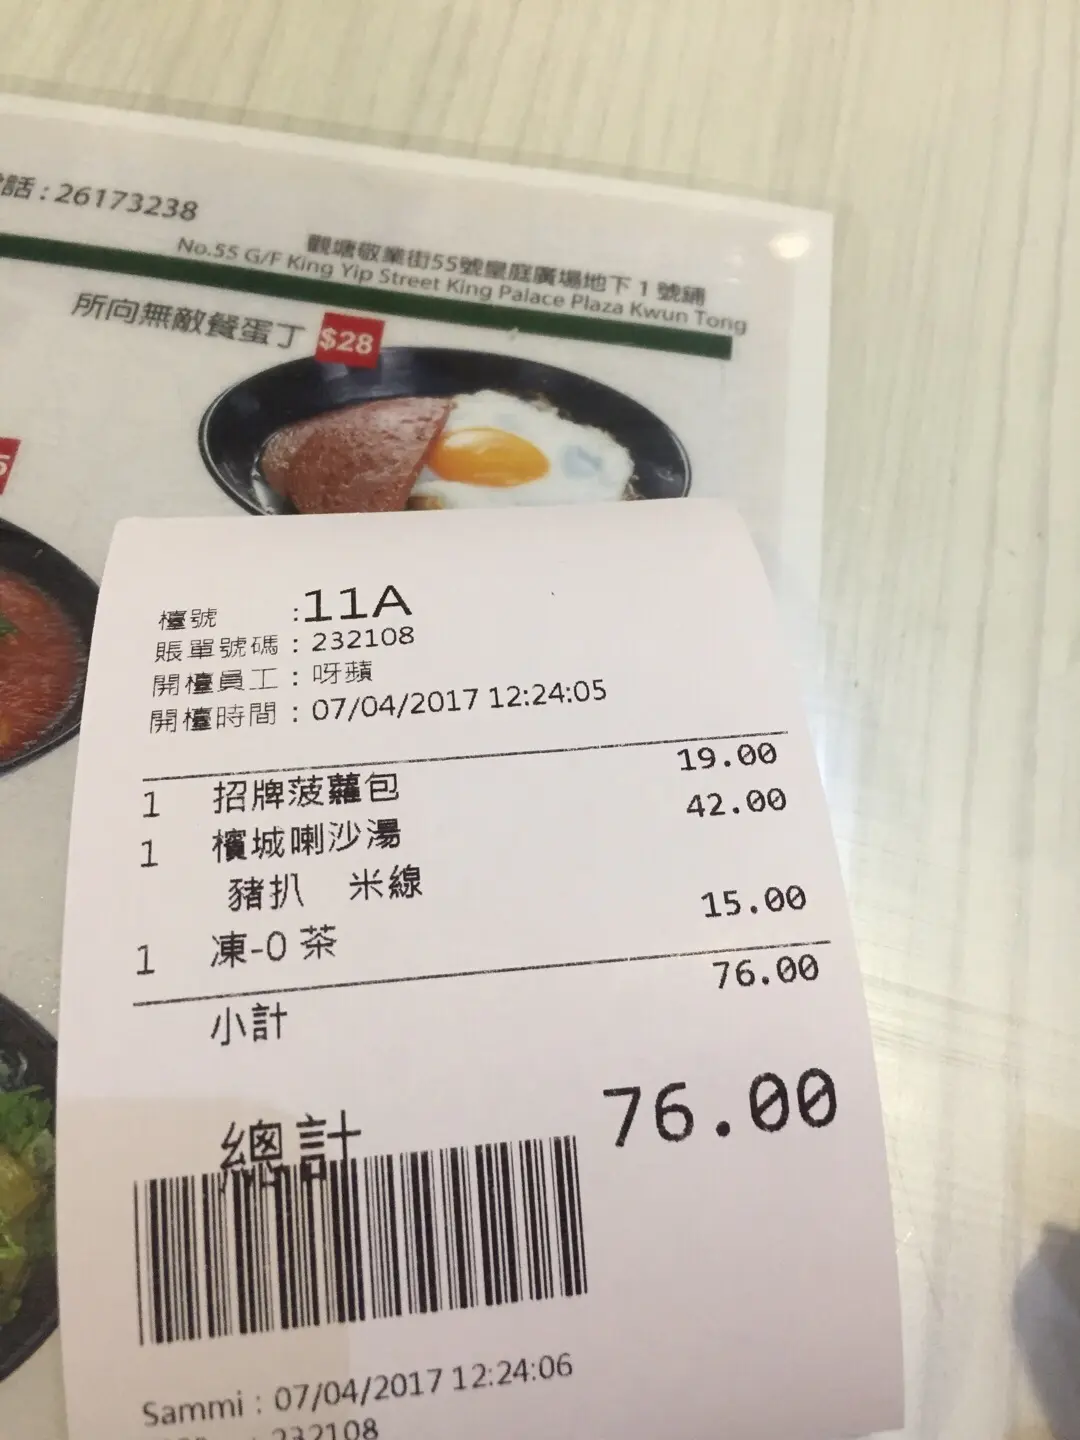 話 : 26173238
觀塘敬業街55號皇庭廣場地下1號鋪
No.55 G/F King Yip Street King Palace Plaza Kwun Tong
所向無敵餐蛋丁 $28
5
檯號 : 11A
賬單號碼 : 232108
開檯員工 : 呀蘋
開檯時間 : 07/04/2017 12:24:05
1 招牌菠蘿包 19.00
1 檳城喇沙湯 42.00
豬扒 米線
1 凍-0 茶 15.00
小計 76.00
總計 76.00
Sammi : 07/04/2017 12:24:06
: 232108